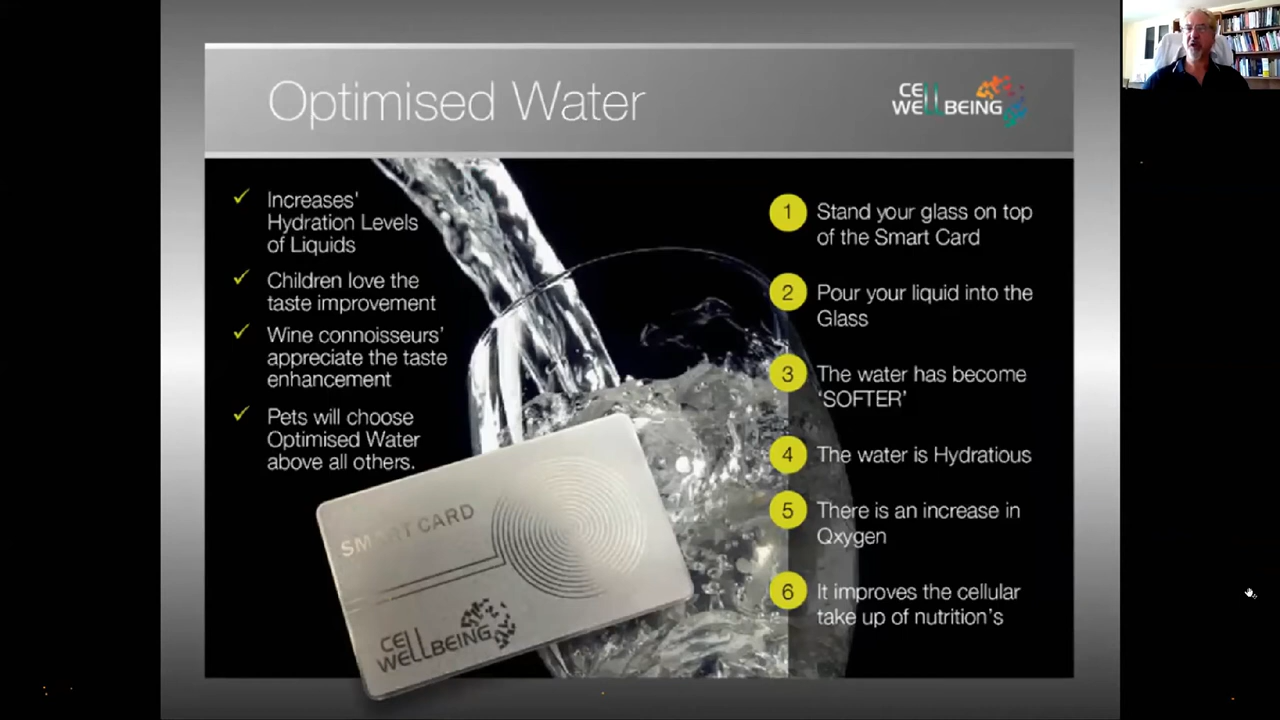 Optimised Water
CELL
WELLBEING
Increases'
Hydration Levels
of Liquids
Children love the
taste improvement
Wine connoisseurs'
appreciate the taste
enhancement
Pets will choose
Optimised Water
above all others.
1 Stand your glass on top
of the Smart Card
2 Pour your liquid into the
Glass
3 The water has become
‘SOFTER’
4 The water is Hydratious
5 There is an increase in
Qxygen
6 It improves the cellular
take up of nutrition’s
SMART CARD
CELL
WELLBEING